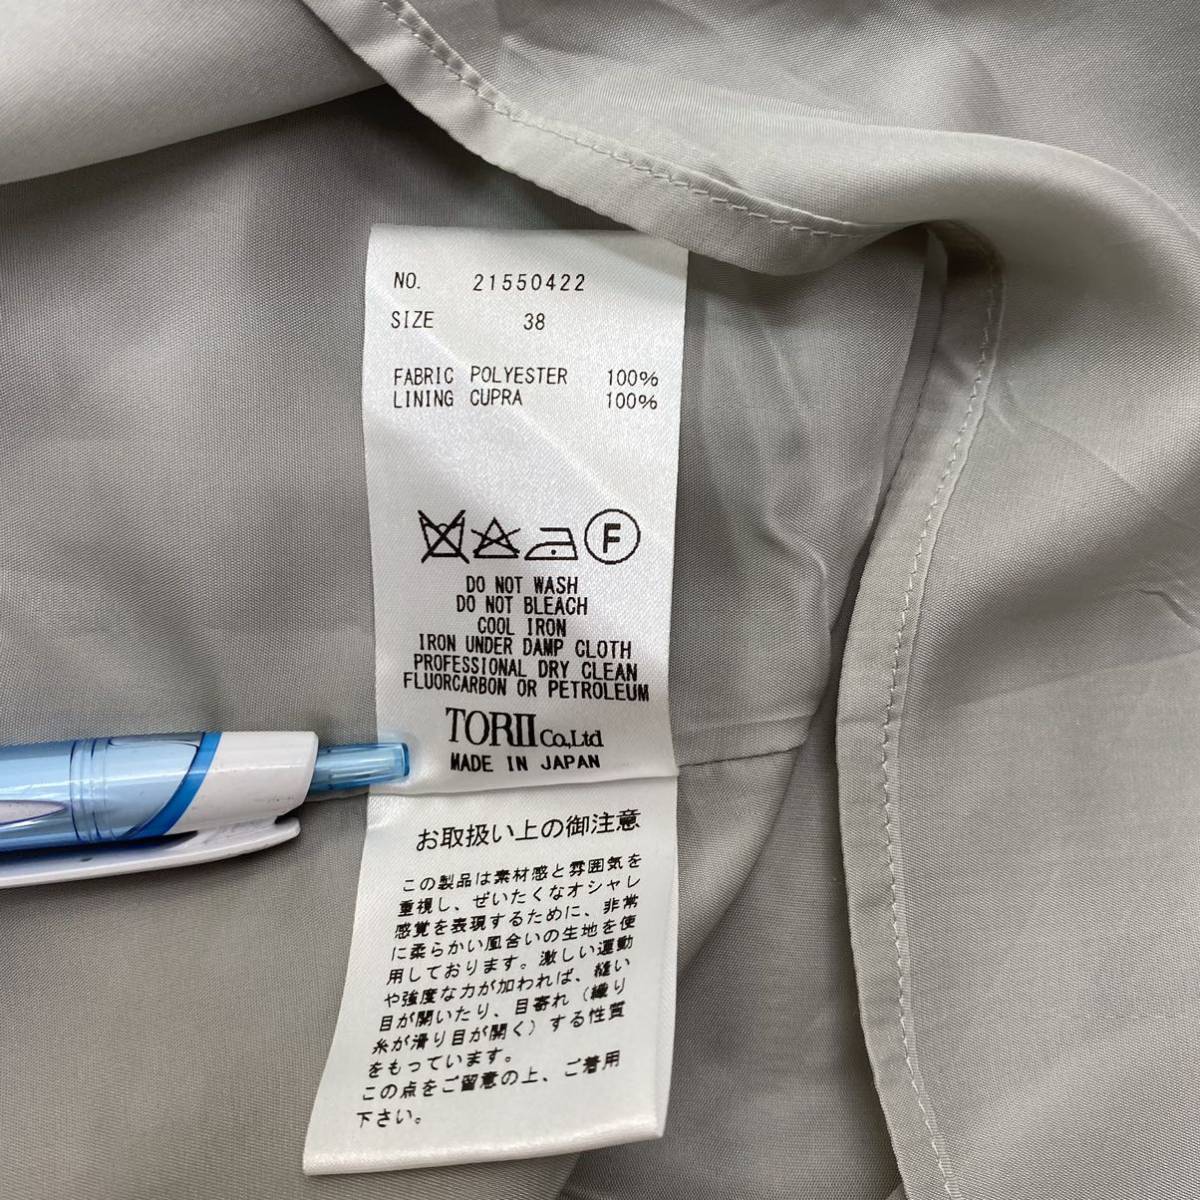 NO. 21550422
SIZE 38
FABRIC POLYESTER 100%
LINING CUPRA 100%
F
DO NOT WASH
DO NOT BLEACH
COOL IRON
IRON UNDER DAMP CLOTH
PROFESSIONAL DRY CLEAN
FLUORCARBON OR PETROLEUM
TORII Co,Ltd
MADE IN JAPAN
お取扱い上の御注意
この製品は素材感と雰囲気を
重視し、ぜいたくなオシャレ
感覚を表現するために、非常
に柔らかい風合いの生地を使
用しております。激しい運動
や強度な力が加われば、縫い
目が開いたり、目寄れ（織り
糸が滑り目が開く）する性質
をもっています。
この点をご留意の上、ご着用
下さい。